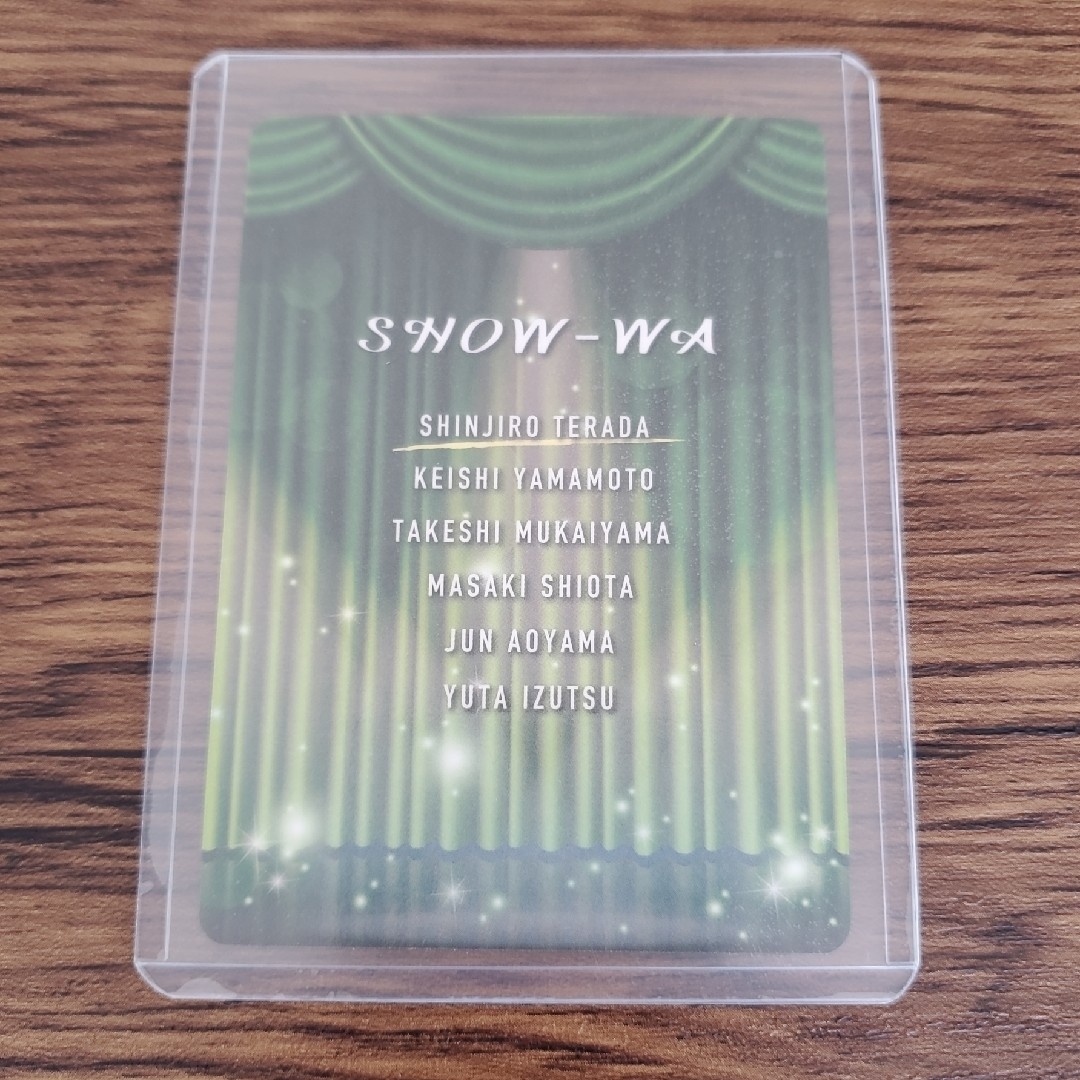 SHOW-WA
SHINJIRO TERADA
KEISHI YAMAMOTO
TAKESHI MUKAIYAMA
MASAKI SHIOTA
JUN AOYAMA
YUTA IZUTSU